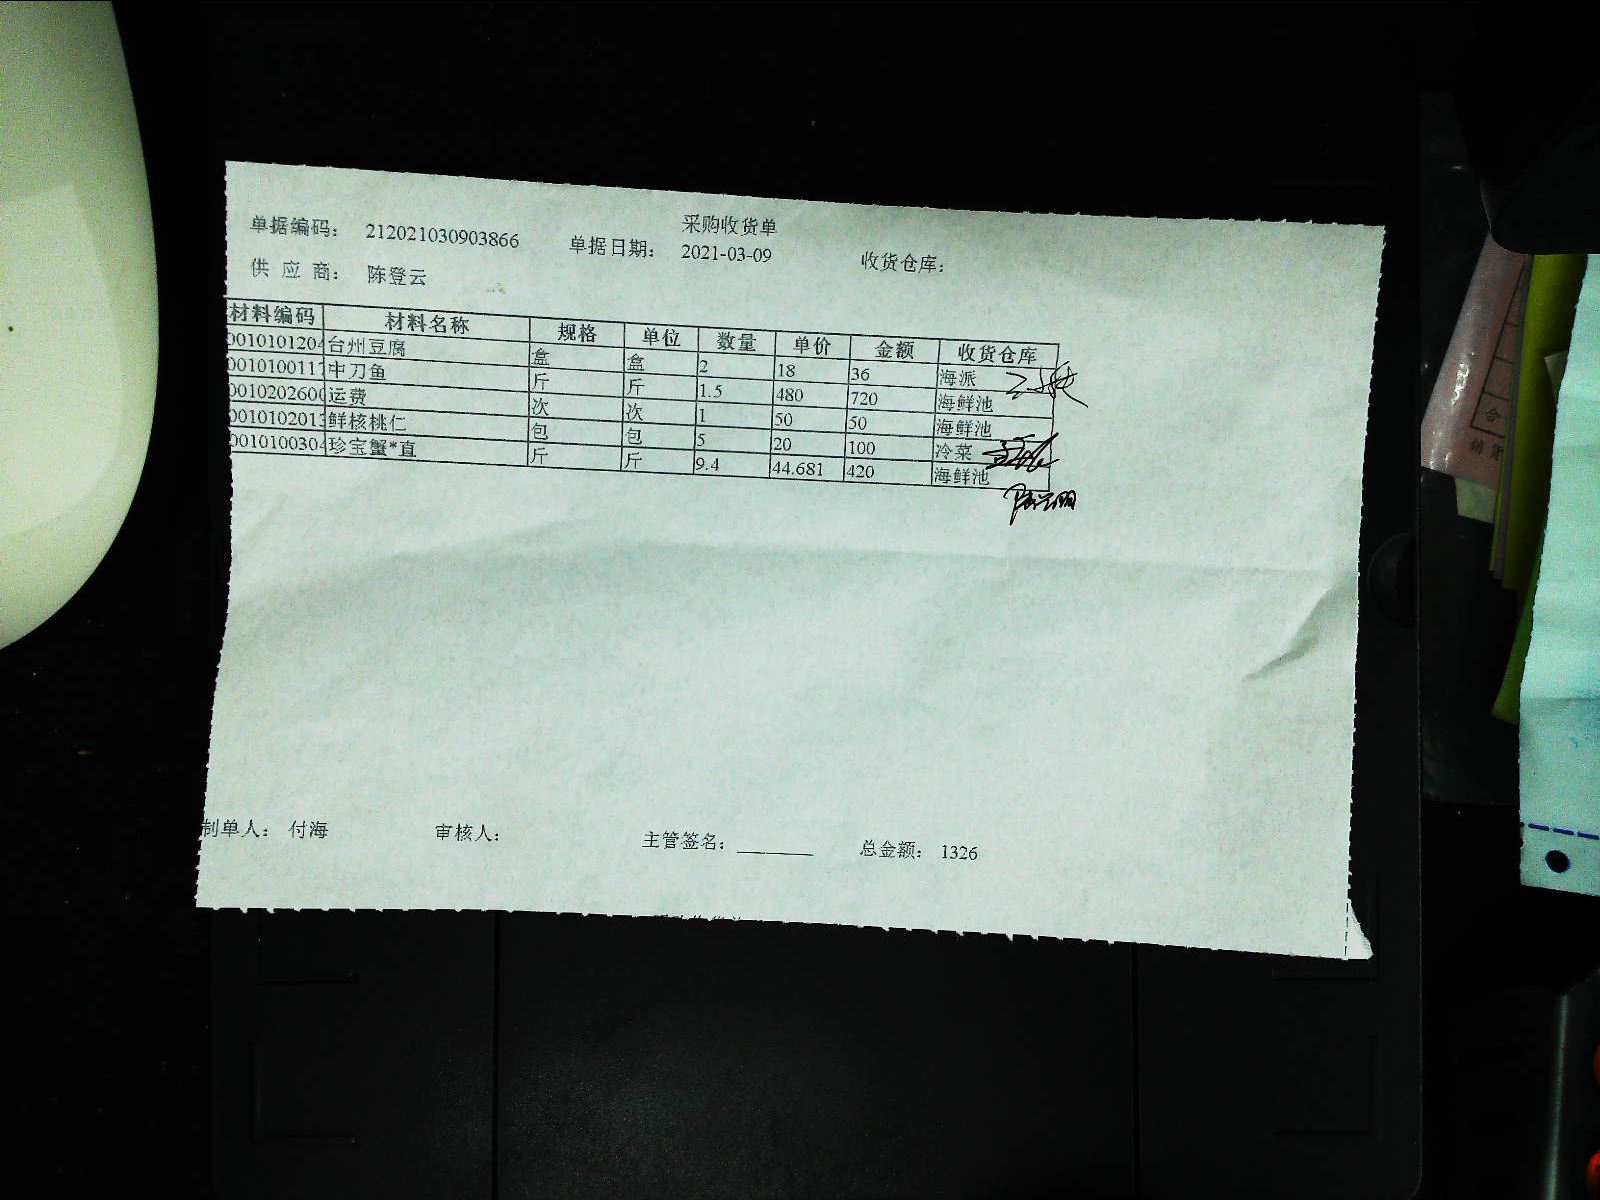 采购收货单
单据编码: 212021030903866 单据日期: 2021-03-09 收货仓库:
供应商: 陈登云
材料编码 材料名称 规格 单位 数量 单价 金额 收货仓库
0010101204 台州豆腐 盒 盒 2 18 36 海派
0010100117 中刀鱼 斤 斤 1.5 480 720 海鲜池
0010202600 运费 次 次 1 50 50 海鲜池
0010102013 鲜核桃仁 包 包 5 20 100 冷菜
0010100304 珍宝蟹*直 斤 斤 9.4 44.681 420 海鲜池
制单人: 付海 审核人: 主管签名: ________ 总金额: 1326